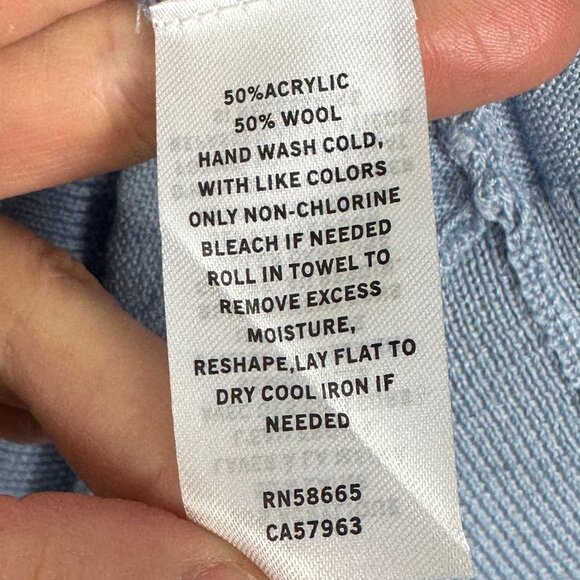 50%ACRYLIC
50% WOOL
HAND WASH COLD,
WITH LIKE COLORS
ONLY NON-CHLORINE
BLEACH IF NEEDED
ROLL IN TOWEL TO
REMOVE EXCESS
MOISTURE,
RESHAPE,LAY FLAT TO
DRY COOL IRON IF
NEEDED
RN58665
CA57963